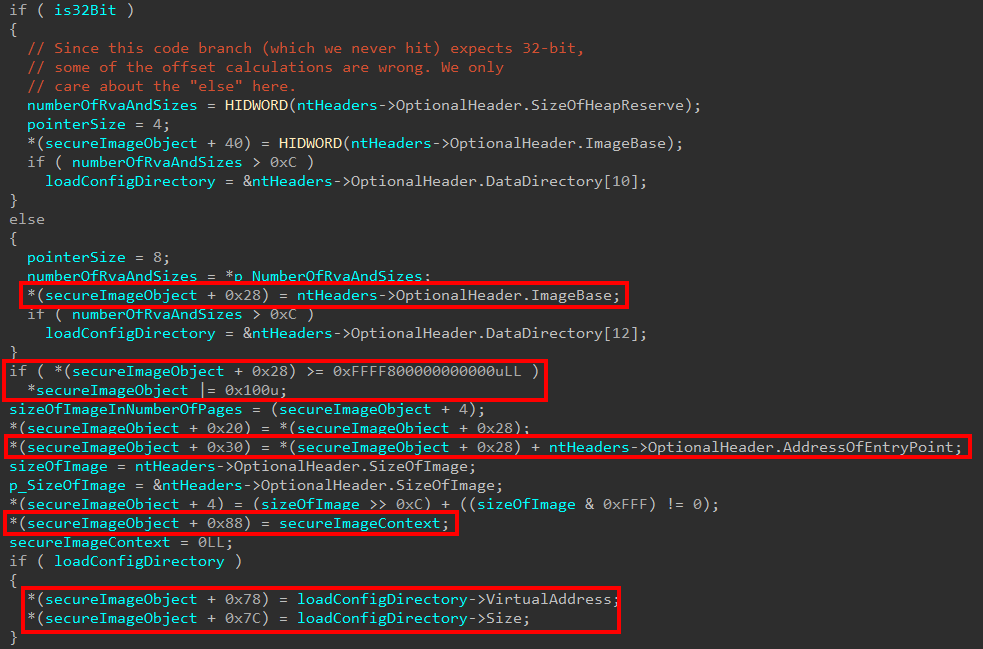 if ( is32Bit )
{
// Since this code branch (which we never hit) expects 32-bit,
// some of the offset calculations are wrong. We only
// care about the "else" here.
numberOfRvaAndSizes = HIDWORD(ntHeaders->OptionalHeader.SizeOfHeapReserve);
pointerSize = 4;
*(secureImageObject + 40) = HIDWORD(ntHeaders->OptionalHeader.ImageBase);
if ( numberOfRvaAndSizes > 0xC )
loadConfigDirectory = &ntHeaders->OptionalHeader.DataDirectory[10];
}
else
{
pointerSize = 8;
numberOfRvaAndSizes = *p_NumberOfRvaAndSizes;
*(secureImageObject + 0x28) = ntHeaders->OptionalHeader.ImageBase;
if ( numberOfRvaAndSizes > 0xC )
loadConfigDirectory = &ntHeaders->OptionalHeader.DataDirectory[12];
}
if ( *(secureImageObject + 0x28) >= 0xFFFF800000000000uLL )
*secureImageObject |= 0x100u;
sizeOfImageInNumberOfPages = (secureImageObject + 4);
*(secureImageObject + 0x20) = *(secureImageObject + 0x28);
*(secureImageObject + 0x30) = *(secureImageObject + 0x28) + ntHeaders->OptionalHeader.AddressOfEntryPoint;
sizeOfImage = ntHeaders->OptionalHeader.SizeOfImage;
p_SizeOfImage = &ntHeaders->OptionalHeader.SizeOfImage;
*(secureImageObject + 4) = (sizeOfImage >> 0xC) + ((sizeOfImage & 0xFFF) != 0);
*(secureImageObject + 0x88) = secureImageContext;
secureImageContext = 0LL;
if ( loadConfigDirectory )
{
*(secureImageObject + 0x78) = loadConfigDirectory->VirtualAddress;
*(secureImageObject + 0x7C) = loadConfigDirectory->Size;
}